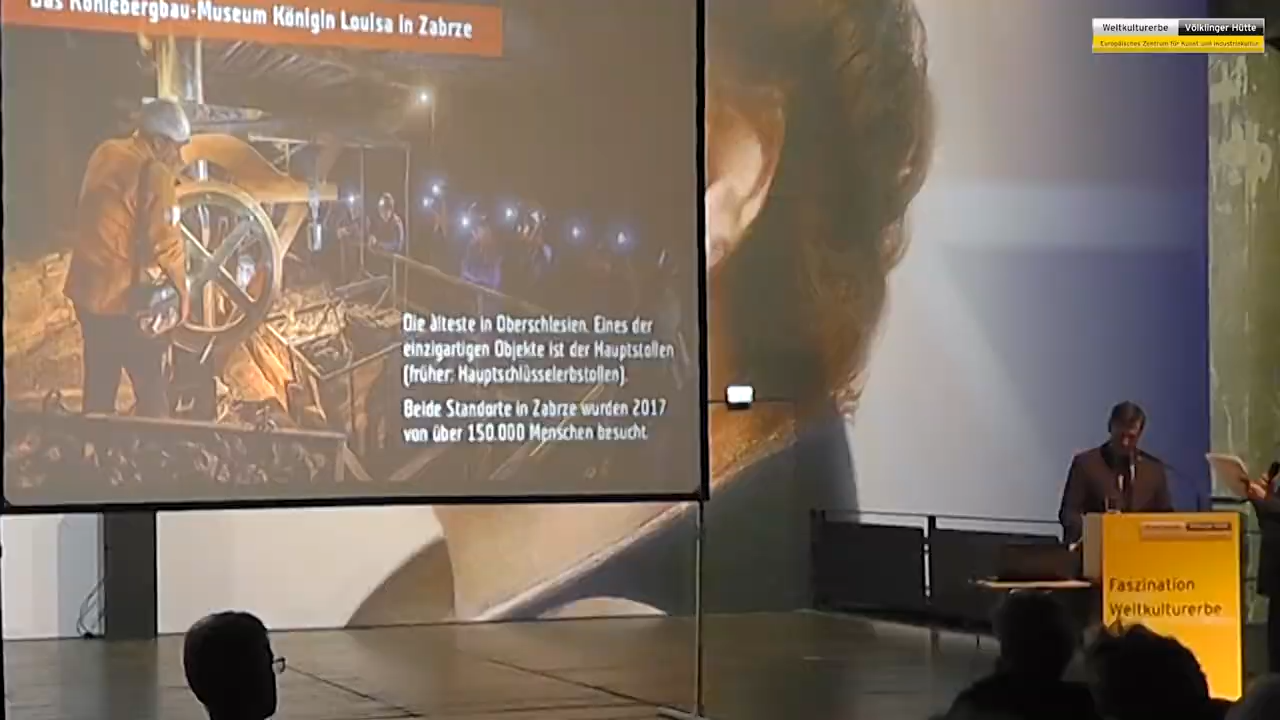 Das Kohlebergbau-Museum Königin Louisa in Zabrze
Weltkulturerbe Völklinger Hütte
Europäisches Zentrum für Kunst und Industriekultur
Die älteste in Oberschlesien. Eines der
einzigartigen Objekte ist der Hauptstollen
(früher: Hauptschlüsselerbstollen).
Beide Standorte in Zabrze wurden 2017
von über 150.000 Menschen besucht.
Faszination
Weltkulturerbe